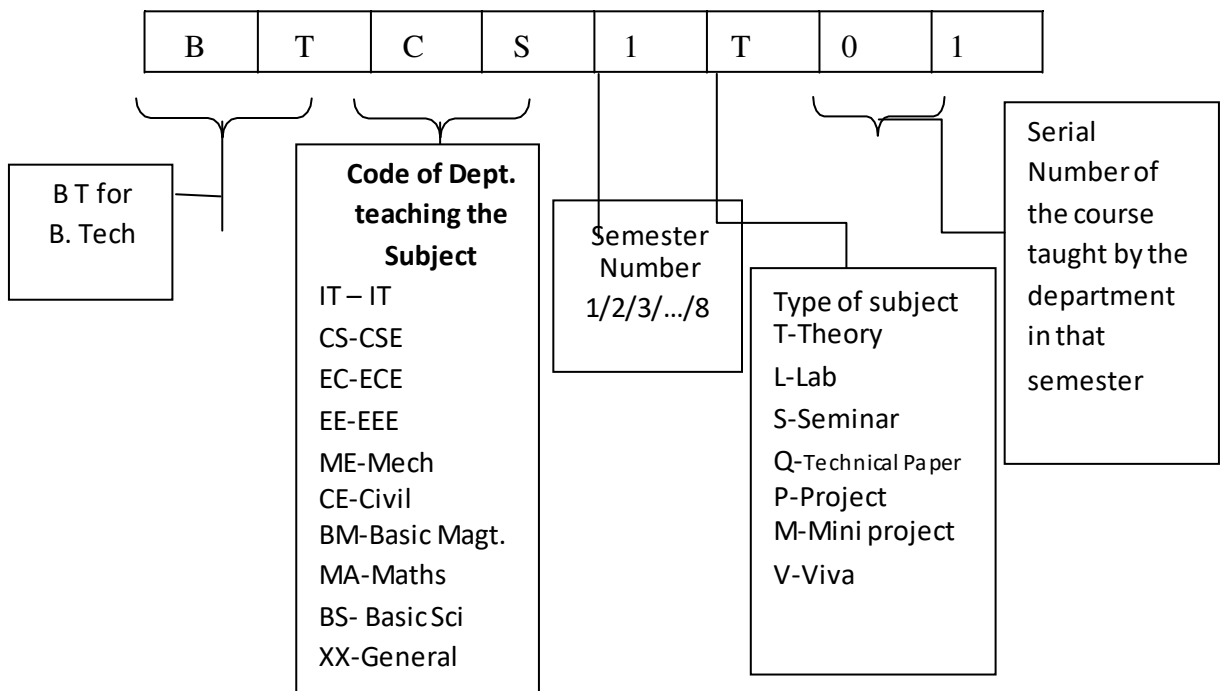 B T C S 1 T 0 1
B T for
B. Tech
Code of Dept.
teaching the
Subject
IT – IT
CS-CSE
EC-ECE
EE-EEE
ME-Mech
CE-Civil
BM-Basic Magt.
MA-Maths
BS- Basic Sci
XX-General
Semester
Number
1/2/3/…/8
Type of subject
T-Theory
L-Lab
S-Seminar
Q-Technical Paper
P-Project
M-Mini project
V-Viva
Serial
Number of
the course
taught by the
department
in that
semester